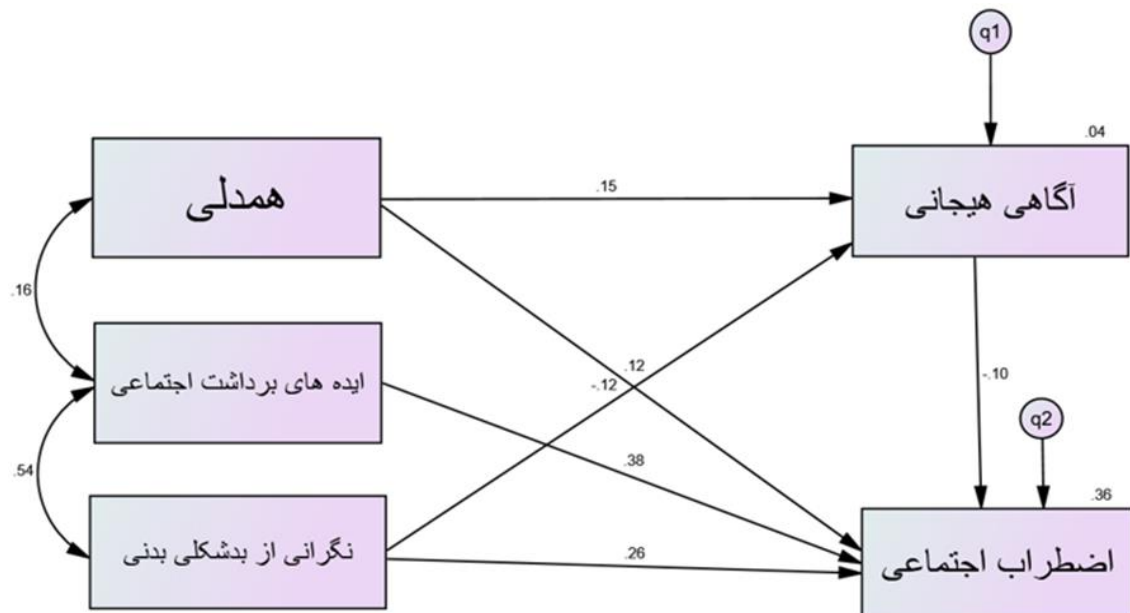 q1
.04
همدلی
.15
آگاهی هیجانی
.16
ایده های برداشت اجتماعی
.12
-.12
-.10
q2
.54
.38
.36
نگرانی از بدشکلی بدنی
.26
اضطراب اجتماعی